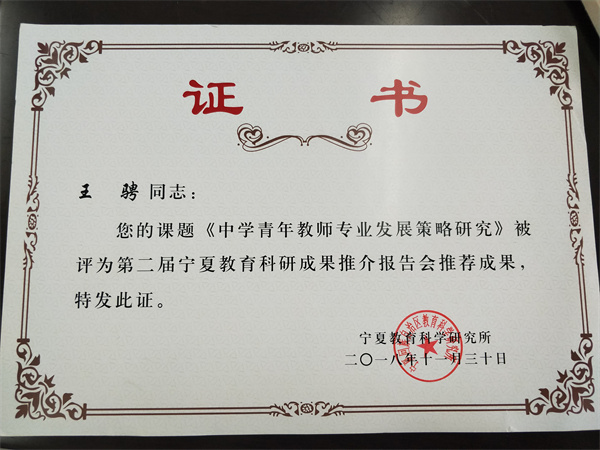 证 书
王 骋 同志：
您的课题《中学青年教师专业发展策略研究》被
评为第二届宁夏教育科研成果推介报告会推荐成果，
特发此证。
宁夏教育科学研究所
二〇一八年十一月三十日